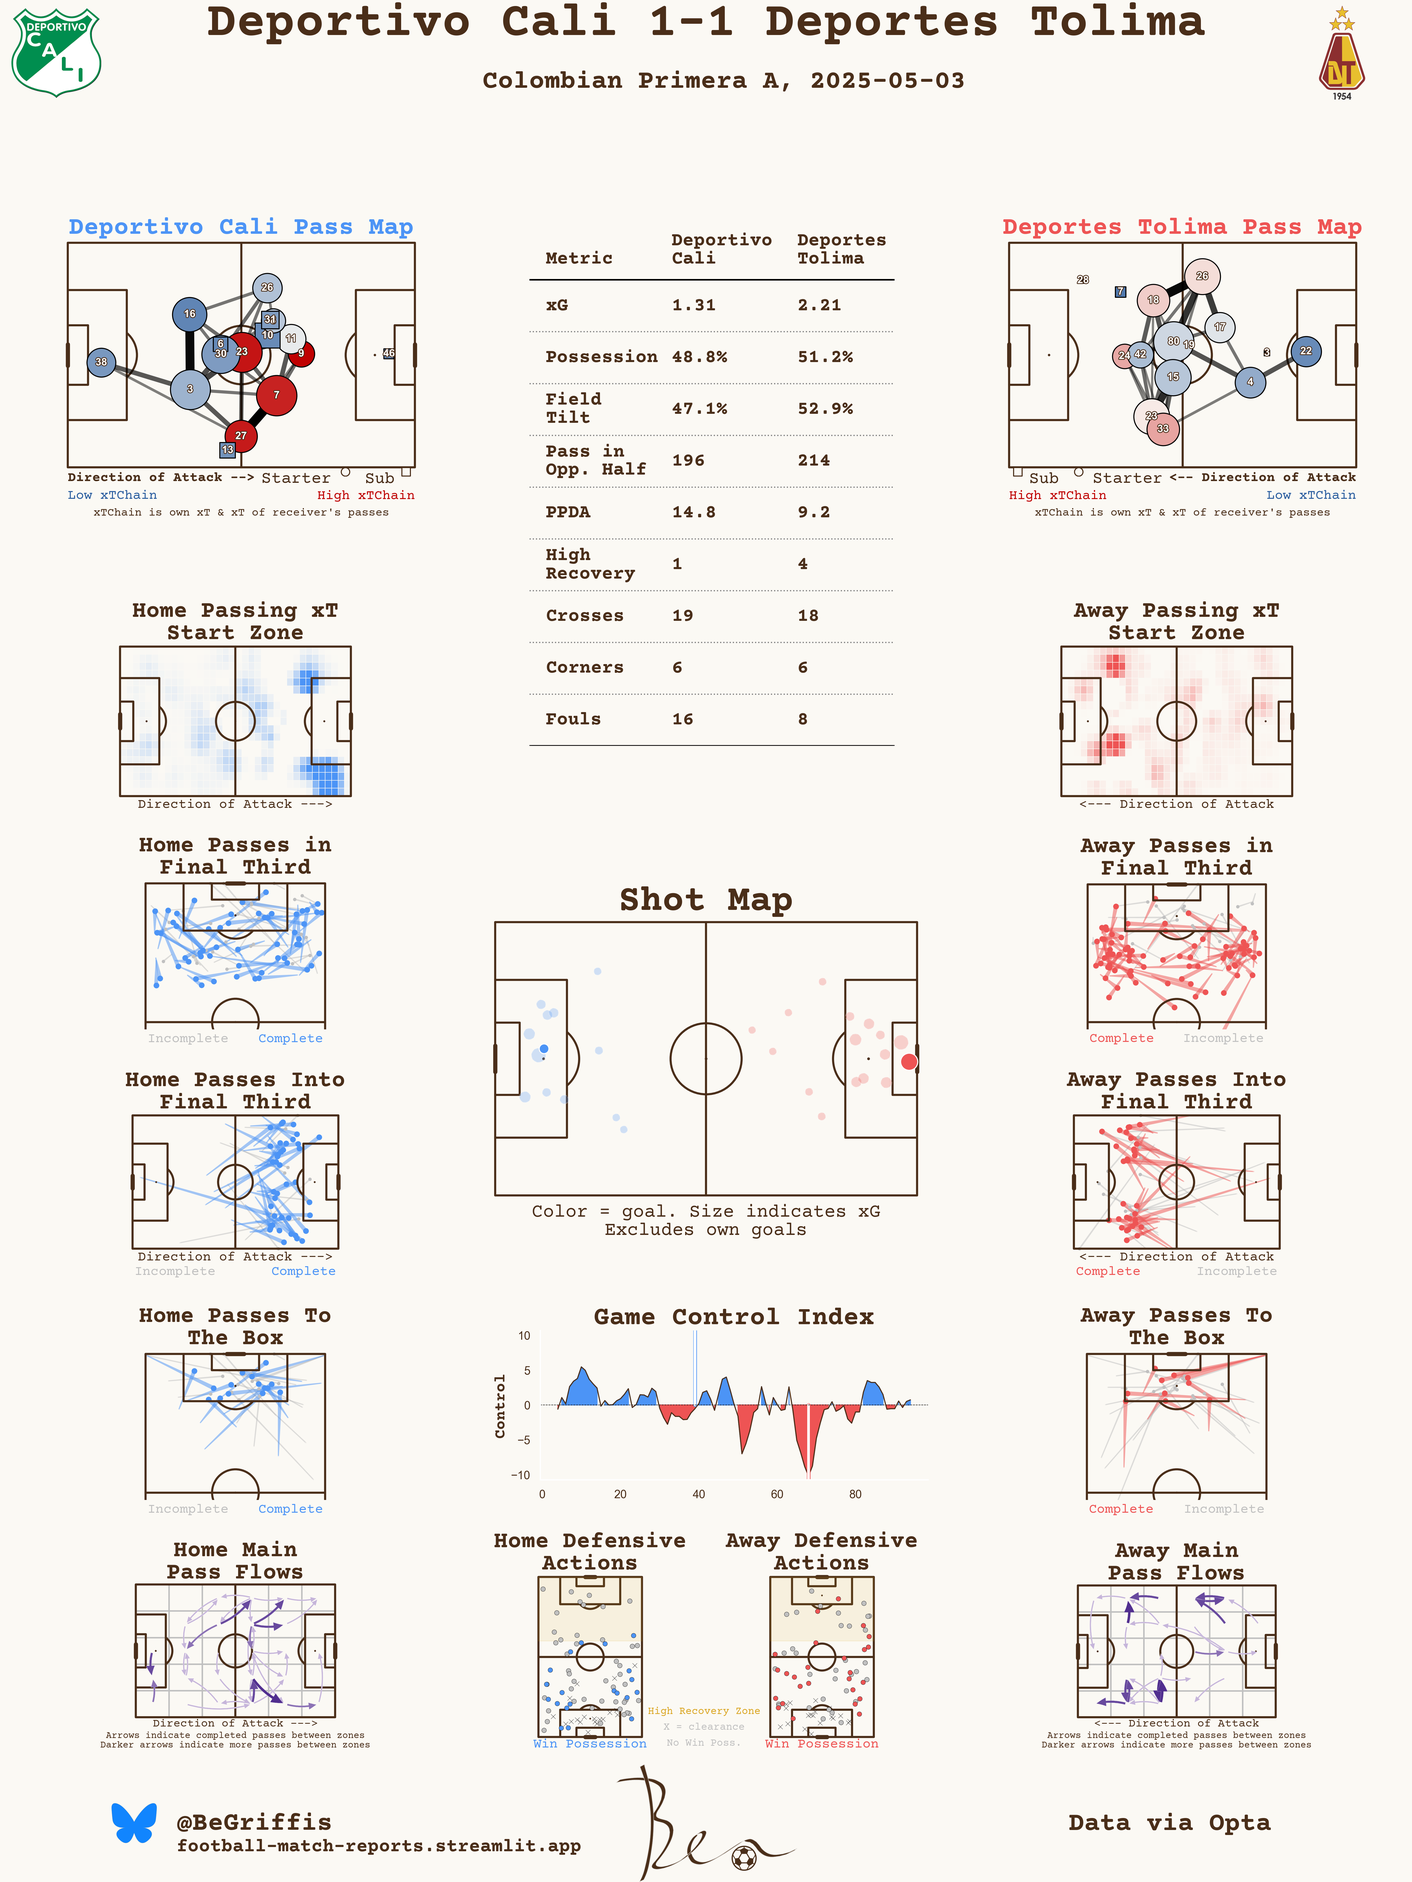 Deportivo Cali 1-1 Deportes Tolima
Colombian Primera A, 2025-05-03
DEPORTIVO
CALI
DT
1954
Deportivo Cali Pass Map
26
16
31
10
6
30
23
11
9
46
38
3
7
27
13
Direction of Attack --> Starter Sub
Low xTChain High xTChain
xTChain is own xT & xT of receiver's passes
Metric Deportivo Cali Deportes Tolima
xG 1.31 2.21
Possession 48.8% 51.2%
Field Tilt 47.1% 52.9%
Pass in Opp. Half 196 214
PPDA 14.8 9.2
High Recovery 1 4
Crosses 19 18
Corners 6 6
Fouls 16 8
Deportes Tolima Pass Map
28
26
7
18
17
80
19
24
42
3
22
15
4
23
33
Sub Starter <-- Direction of Attack
High xTChain Low xTChain
xTChain is own xT & xT of receiver's passes
Home Passing xT
Start Zone
Direction of Attack --->
Away Passing xT
Start Zone
<--- Direction of Attack
Home Passes in
Final Third
Incomplete Complete
Away Passes in
Final Third
Complete Incomplete
Shot Map
Color = goal. Size indicates xG
Excludes own goals
Home Passes Into
Final Third
Direction of Attack --->
Incomplete Complete
Away Passes Into
Final Third
<--- Direction of Attack
Complete Incomplete
Home Passes To
The Box
Incomplete Complete
Game Control Index
Control
10
5
0
−5
−10
0 20 40 60 80
Away Passes To
The Box
Complete Incomplete
Home Main
Pass Flows
Direction of Attack --->
Arrows indicate completed passes between zones
Darker arrows indicate more passes between zones
Home Defensive
Actions
Win Possession
Away Defensive
Actions
Win Possession
High Recovery Zone
X = clearance
No Win Poss.
Away Main
Pass Flows
<--- Direction of Attack
Arrows indicate completed passes between zones
Darker arrows indicate more passes between zones
@BeGriffis
football-match-reports.streamlit.app
Ben
Data via Opta